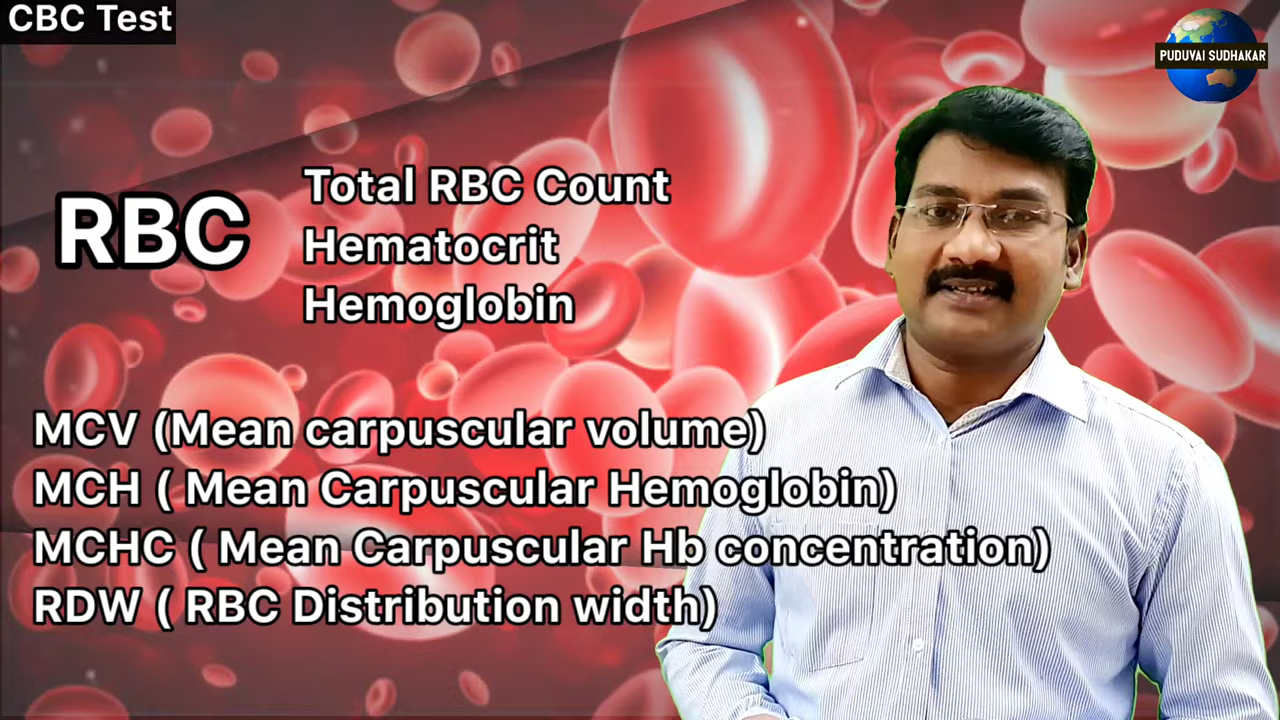 CBC Test
PUDUVAI SUDHAKAR
RBC
Total RBC Count
Hematocrit
Hemoglobin
MCV (Mean carpuscular volume)
MCH ( Mean Carpuscular Hemoglobin)
MCHC ( Mean Carpuscular Hb concentration)
RDW ( RBC Distribution width)